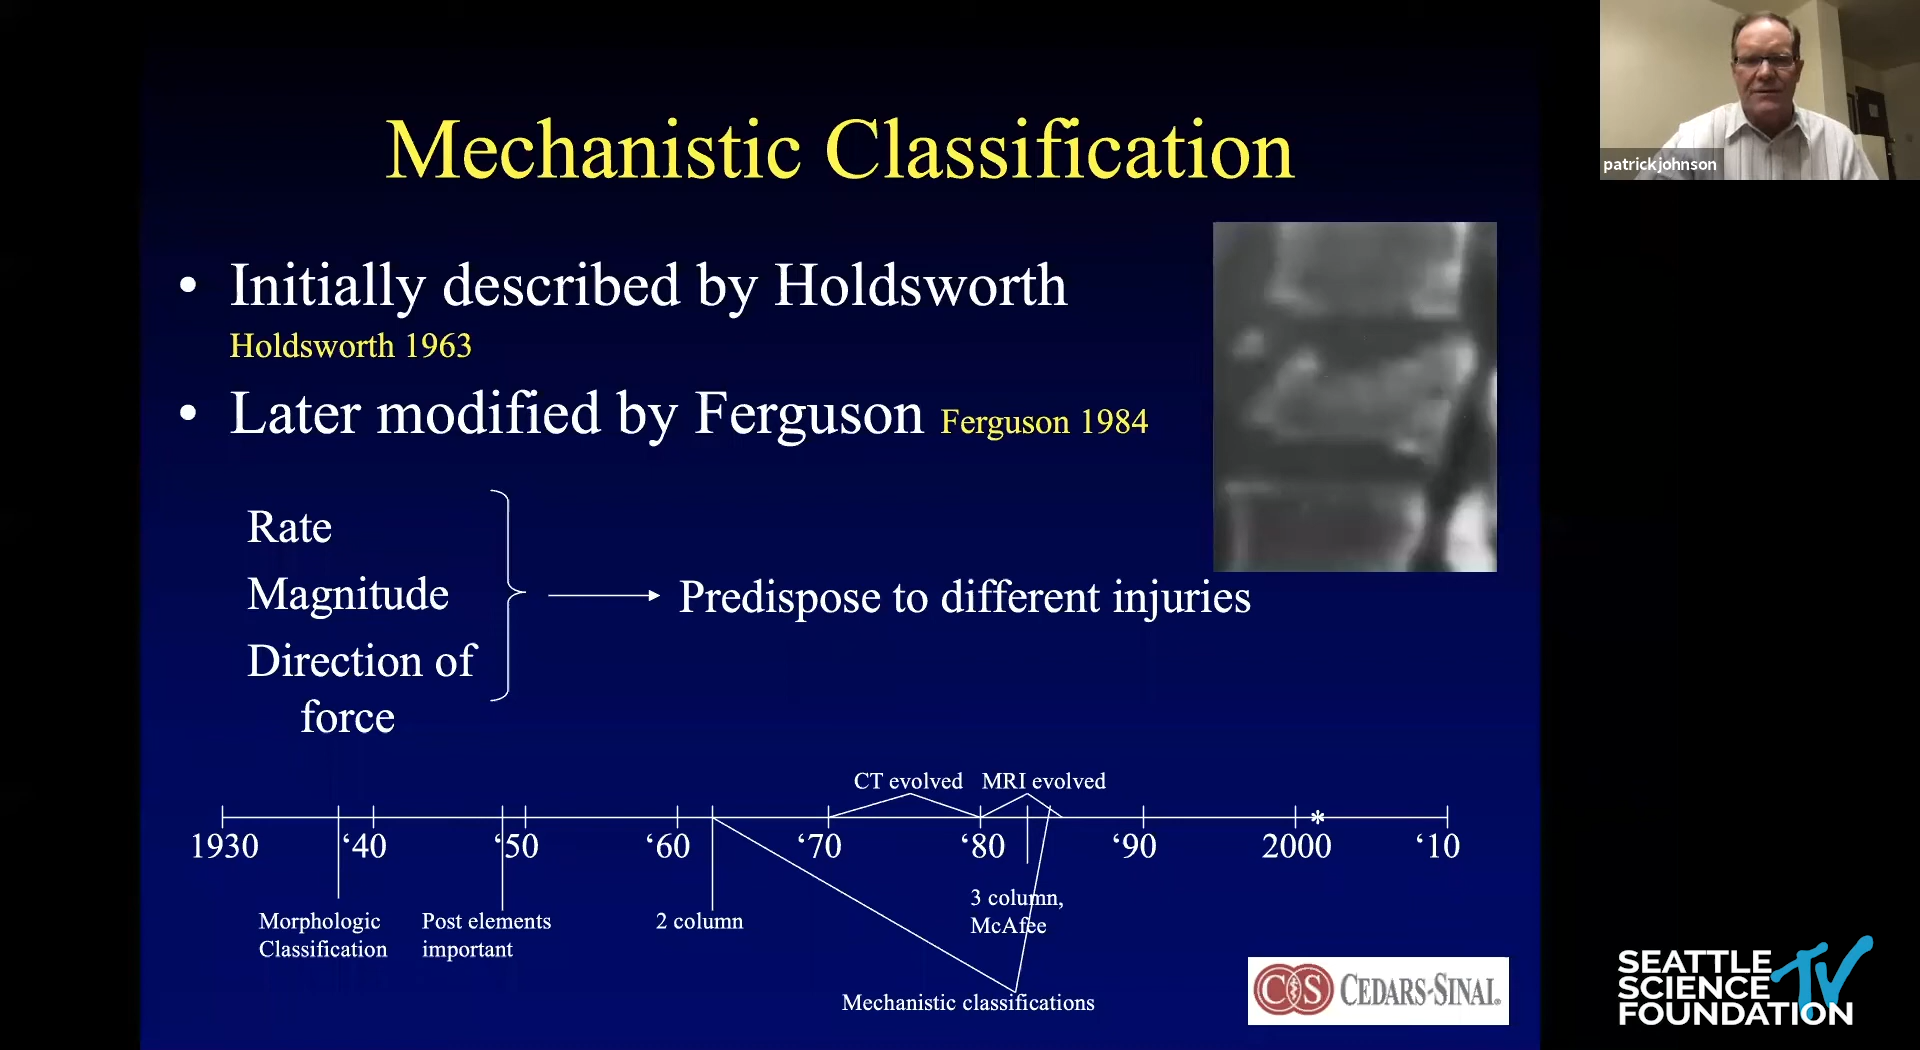 Mechanistic Classification
patrickjohnson
• Initially described by Holdsworth
Holdsworth 1963
• Later modified by Ferguson Ferguson 1984
Rate
Magnitude
Direction of
force
Predispose to different injuries
CT evolved MRI evolved
*
1930 ‘40 ‘50 ‘60 ‘70 ‘80 ‘90 2000 ‘10
Morphologic
Classification
Post elements
important
2 column
3 column,
McAfee
Mechanistic classifications
CS CEDARS-SINAI®
SEATTLE
SCIENCE
FOUNDATION
TV